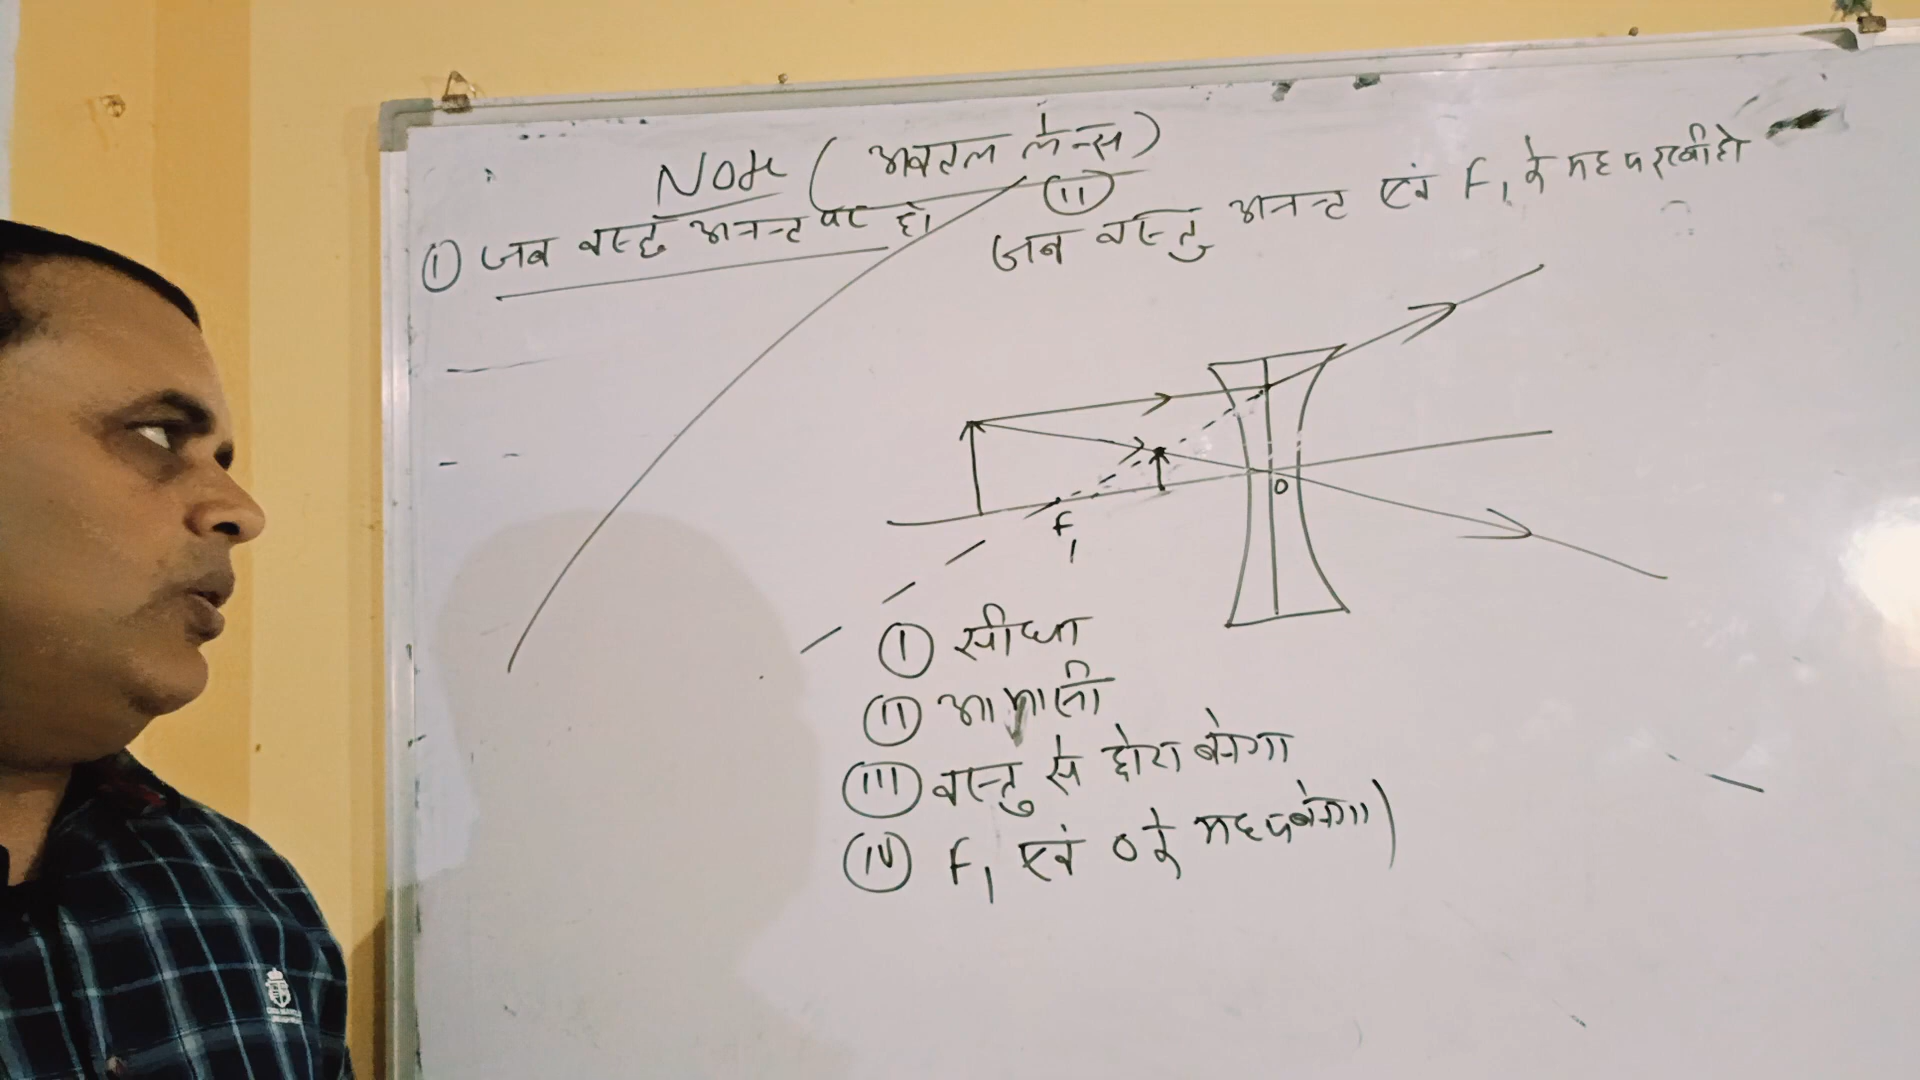 Note (अवतल लेन्स)
① जब वस्तु अनन्त पर हो
(II)
जब वस्तु अनन्त एवं F₁ के मध्य रखी हो
F₁
O
(I) सीधा
(II) आभासी
(III) वस्तु से छोटा बनेगा
(IV) F₁ एवं O के मध्य बनेगा)